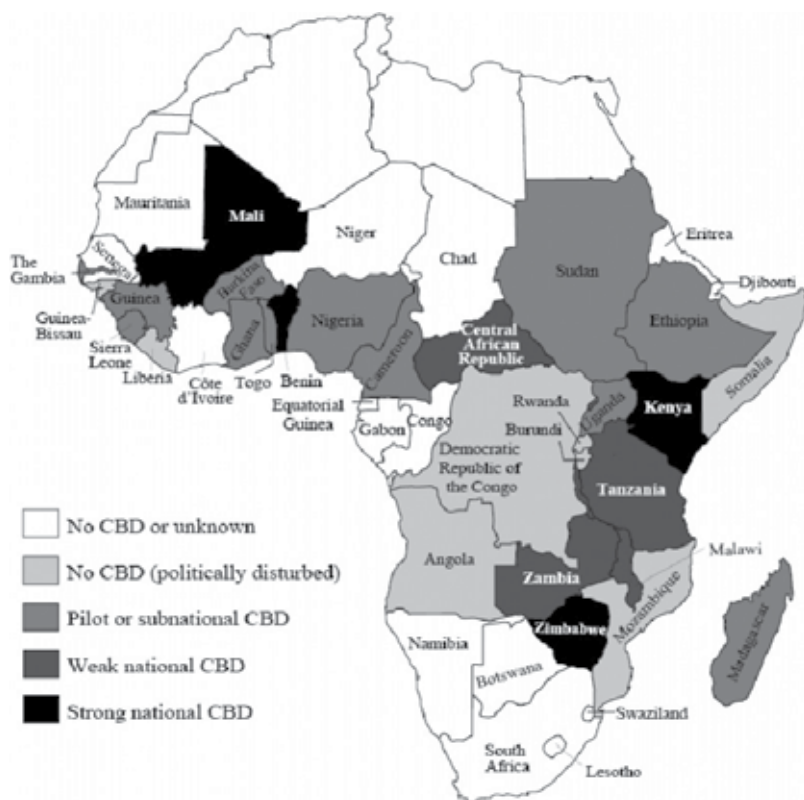 Mauritania
Mali
Niger
Chad
Sudan
Eritrea
Djibouti
Senegal
The
Gambia
Guinea-
Bissau
Guinea
Sierra
Leone
Liberia
Côte
d'Ivoire
Burkina
Faso
Ghana
Togo
Benin
Nigeria
Cameroon
Central
African
Republic
Ethiopia
Somalia
Equatorial
Guinea
Gabon
Congo
Democratic
Republic of
the Congo
Rwanda
Burundi
Uganda
Kenya
Tanzania
Angola
Zambia
Malawi
Mozambique
Zimbabwe
Madagascar
Namibia
Botswana
Swaziland
South
Africa
Lesotho
No CBD or unknown
No CBD (politically disturbed)
Pilot or subnational CBD
Weak national CBD
Strong national CBD